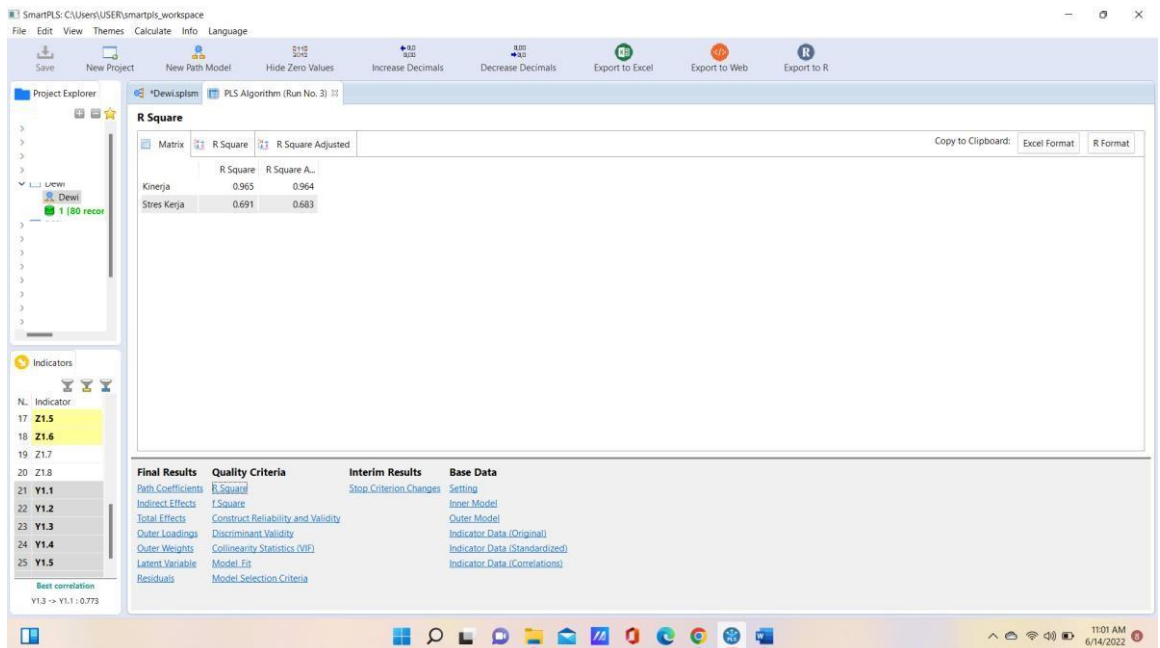 SmartPLS: C:\Users\USER\smartpls_workspace
File Edit View Themes Calculate Info Language
Save New Project New Path Model Hide Zero Values Increase Decimals Decrease Decimals Export to Excel Export to Web Export to R
Project Explorer
*Dewi.splsm PLS Algorithm (Run No. 3)
R Square
Matrix R Square R Square Adjusted Copy to Clipboard: Excel Format R Format
R Square R Square A...
Kinerja 0.965 0.964
Stres Kerja 0.691 0.683
Dewi
Dewi
1 [80 recor
Indicators
N.. Indicator
17 Z1.5
18 Z1.6
19 Z1.7
20 Z1.8
21 Y1.1
22 Y1.2
23 Y1.3
24 Y1.4
25 Y1.5
Best correlation
Y1.3 -> Y1.1 : 0.773
Final Results Quality Criteria Interim Results Base Data
Path Coefficients R Square Stop Criterion Changes Setting
Indirect Effects f Square Inner Model
Total Effects Construct Reliability and Validity Outer Model
Outer Loadings Discriminant Validity Indicator Data (Original)
Outer Weights Collinearity Statistics (VIF) Indicator Data (Standardized)
Latent Variable Model_Fit Indicator Data (Correlations)
Residuals Model Selection Criteria
11:01 AM
6/14/2022